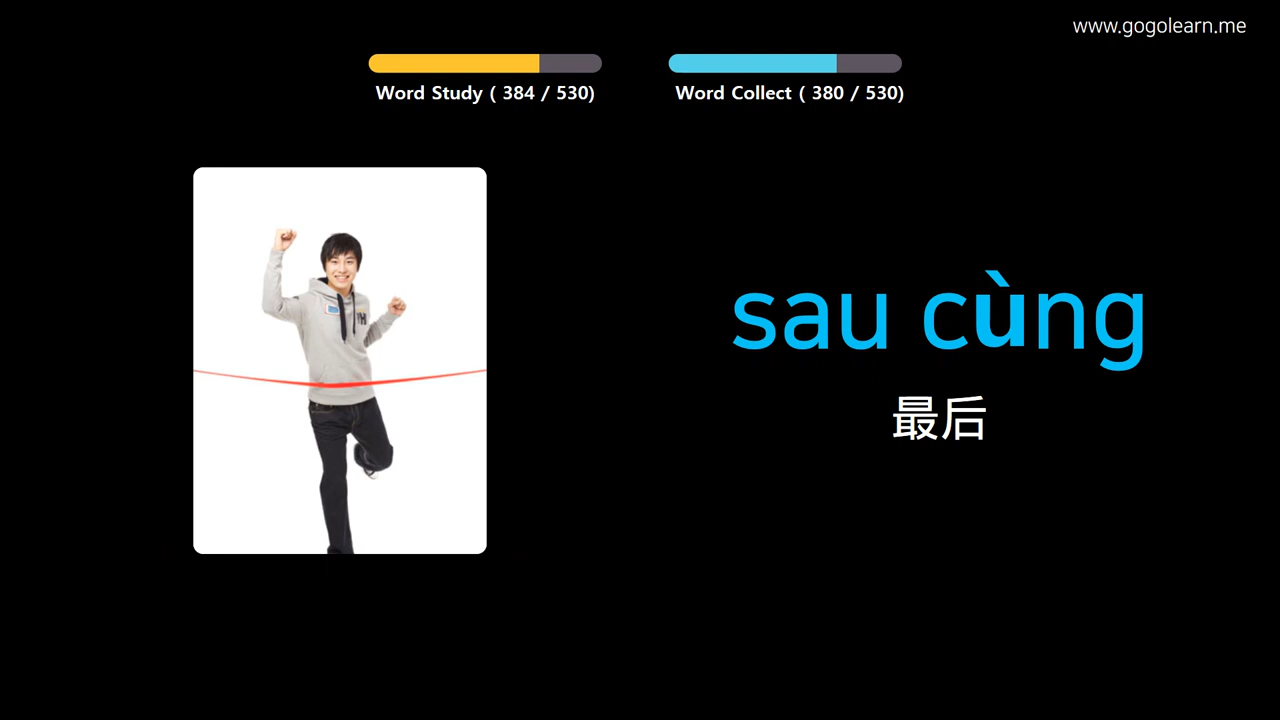 www.gogolearn.me
Word Study ( 384 / 530)
Word Collect ( 380 / 530)
sau cùng
最后